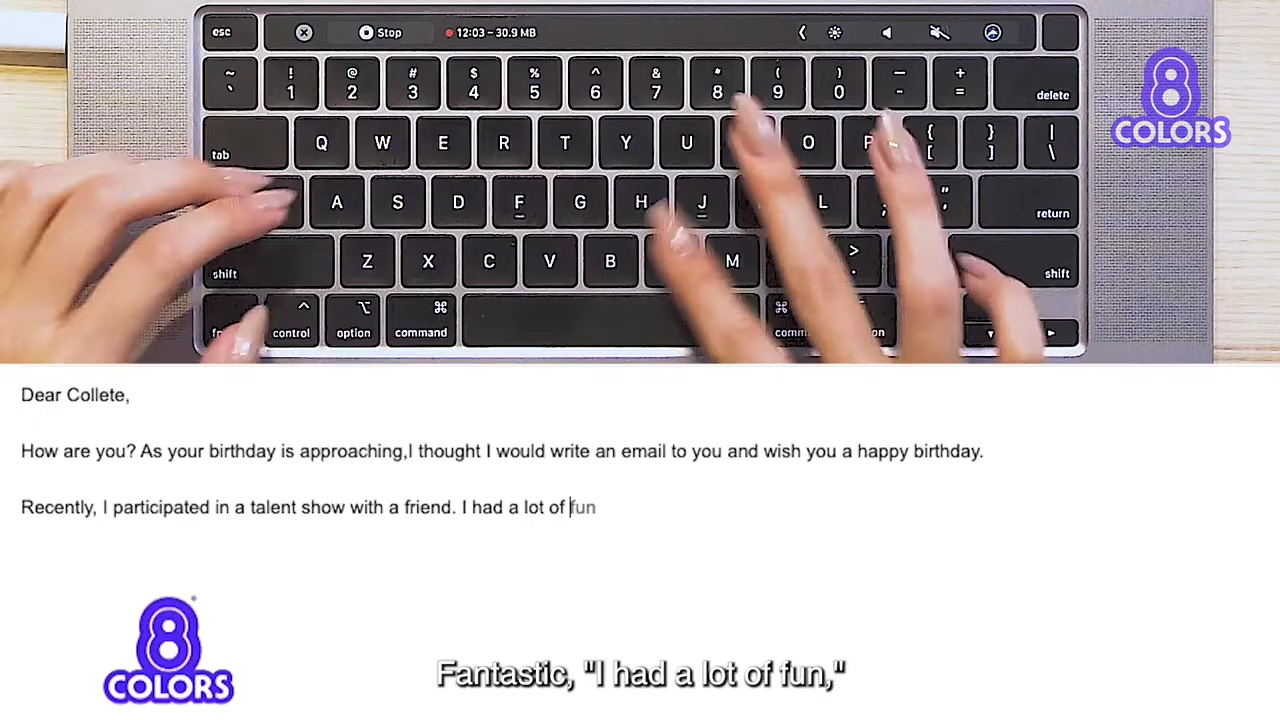 esc Stop 12:03 – 30.9 MB
~ ` ! 1 @ 2 # 3 $ 4 % 5 ^ 6 & 7 * 8 ( 9 ) 0 — - + = delete
tab Q W E R T Y U O P { [ } ] | \
A S D F G H J L ; " ' return
shift Z X C V B M > . shift
fn control option command
8 COLORS
Dear Collete,
How are you? As your birthday is approaching,I thought I would write an email to you and wish you a happy birthday.
Recently, I participated in a talent show with a friend. I had a lot of fun
8 COLORS
Fantastic, "I had a lot of fun,"